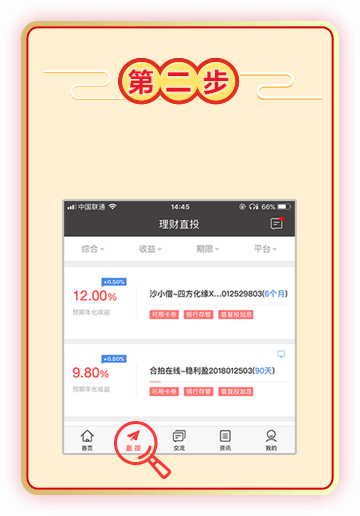 第二步
中国联通 14:45 66%
理财直投
综合 收益 期限 平台
+0.50%
12.00% 沙小僧-四方化缘X...012529803(6个月)
预期年化收益 可用卡券 银行存管 首复投加息
+0.80%
9.80% 合拍在线-稳利盈2018012503(90天)
预期年化收益 可用卡券 银行存管 首复投加息
首页 直投 交流 资讯 我的